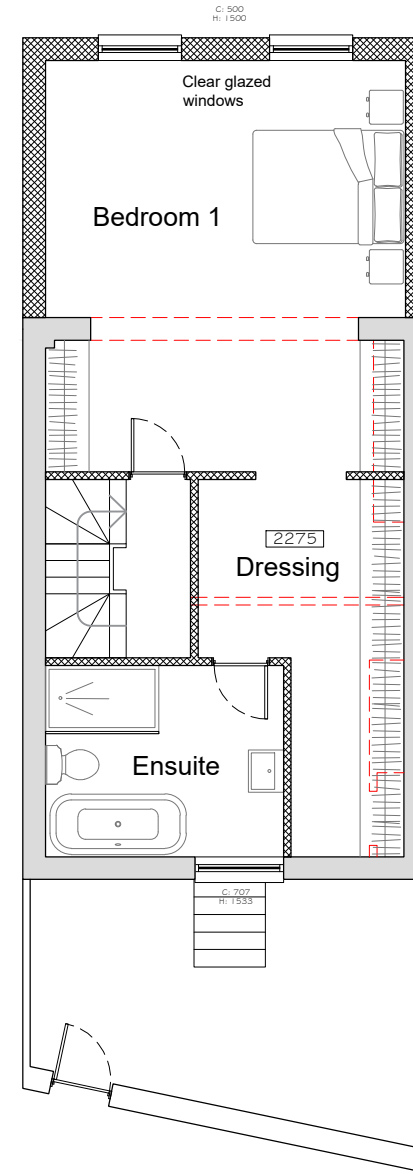 C: 500
H: 1500
Clear glazed
windows
Bedroom 1
2275
Dressing
Ensuite
C: 707
H: 1533